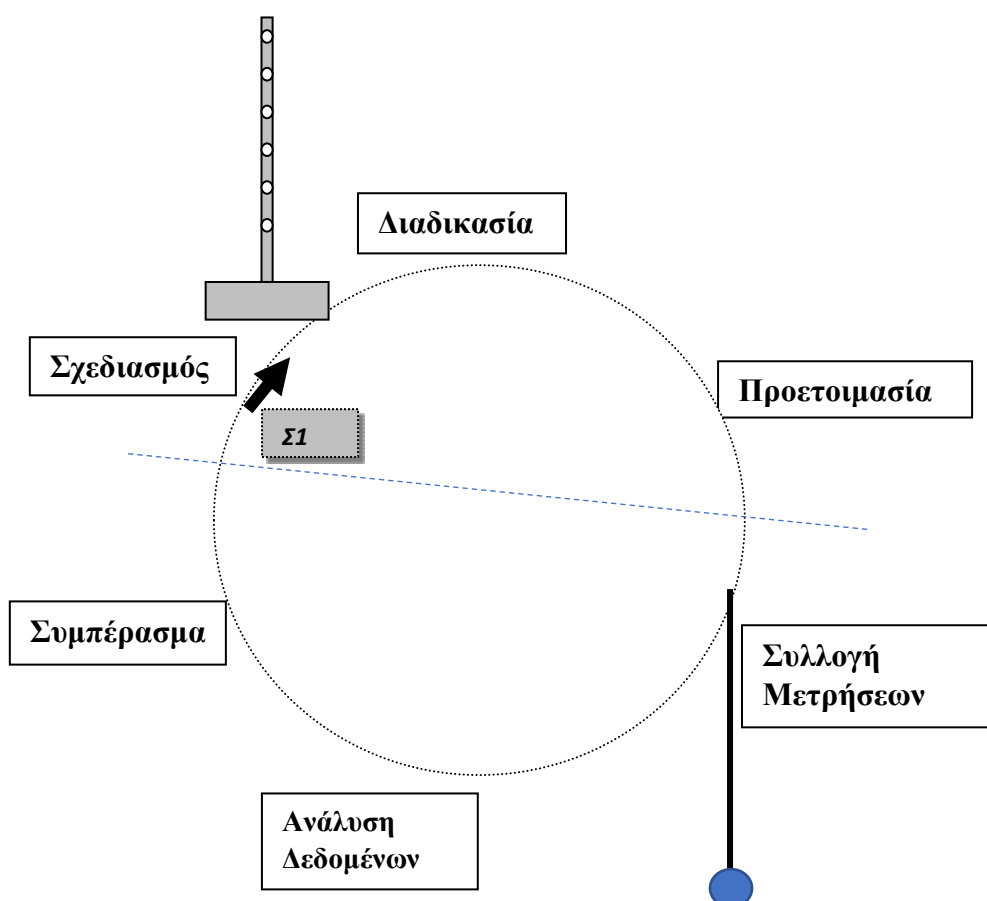 Διαδικασία
Σχεδιασμός
Προετοιμασία
Σ1
Συμπέρασμα
Συλλογή
Μετρήσεων
Ανάλυση
Δεδομένων